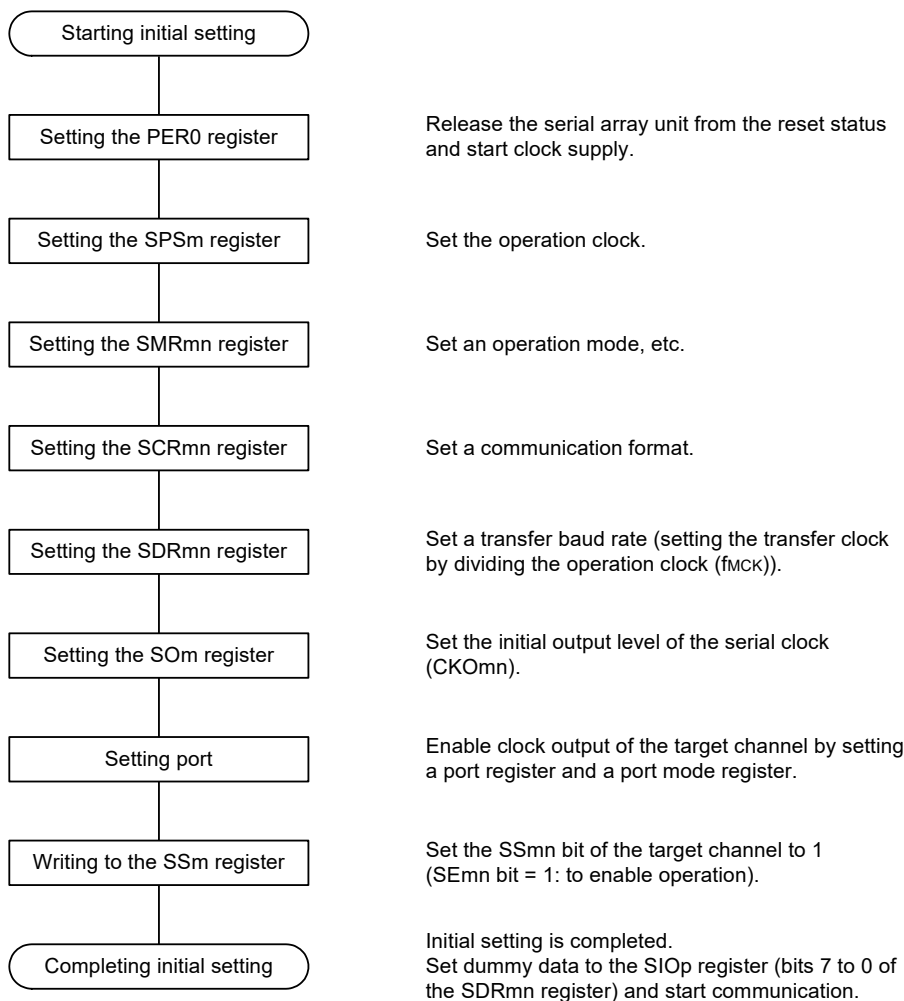 Starting initial setting
Setting the PER0 register
Release the serial array unit from the reset status
and start clock supply.
Setting the SPSm register
Set the operation clock.
Setting the SMRmn register
Set an operation mode, etc.
Setting the SCRmn register
Set a communication format.
Setting the SDRmn register
Set a transfer baud rate (setting the transfer clock
by dividing the operation clock (fMCK)).
Setting the SOm register
Set the initial output level of the serial clock
(CKOmn).
Setting port
Enable clock output of the target channel by setting
a port register and a port mode register.
Writing to the SSm register
Set the SSmn bit of the target channel to 1
(SEmn bit = 1: to enable operation).
Completing initial setting
Initial setting is completed.
Set dummy data to the SIOp register (bits 7 to 0 of
the SDRmn register) and start communication.